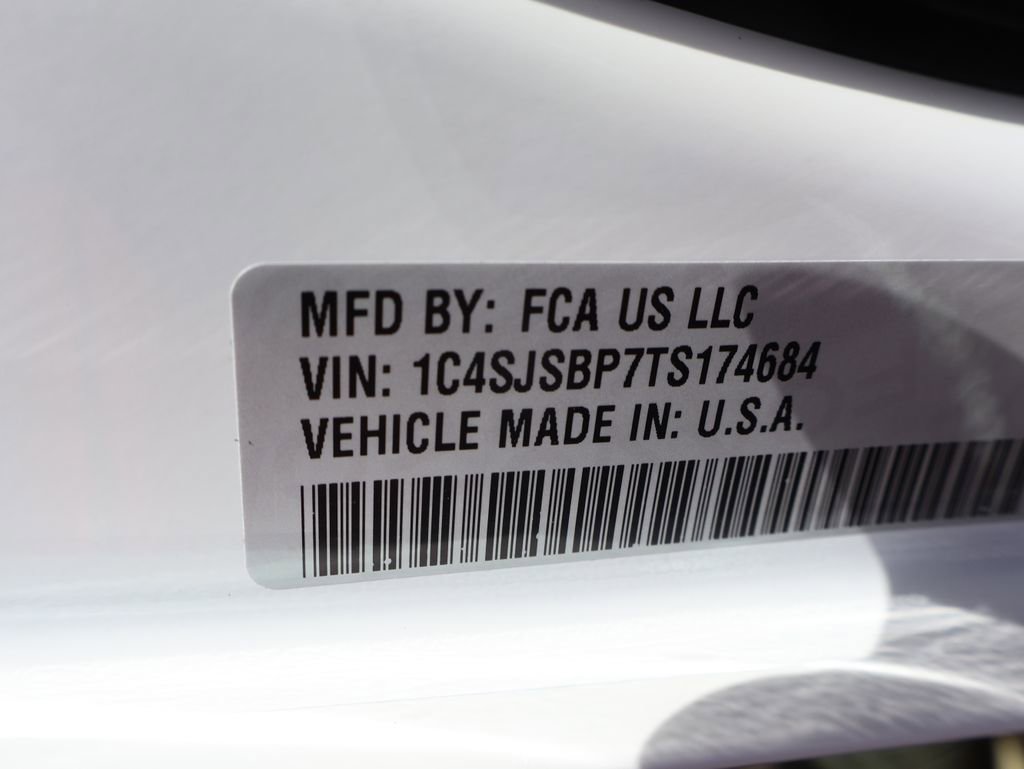 MFD BY: FCA US LLC
VIN: 1C4SJSBP7TS174684
VEHICLE MADE IN: U.S.A.